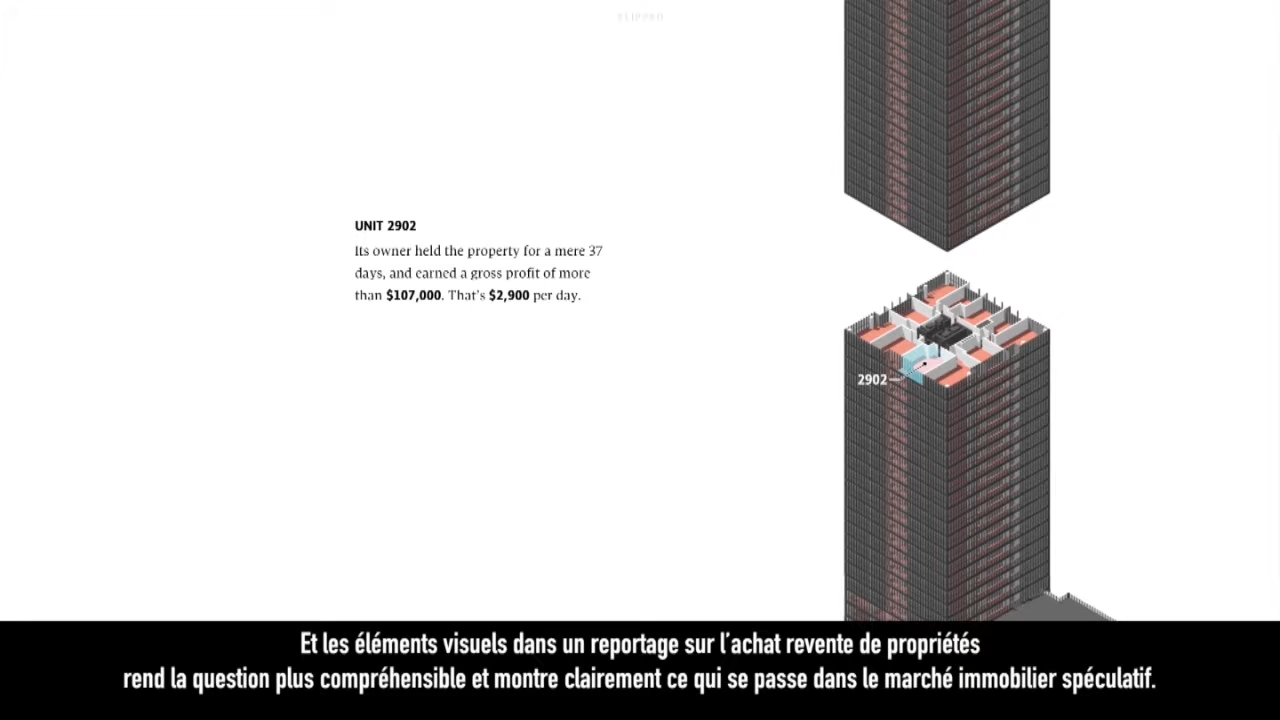 UNIT 2902
Its owner held the property for a mere 37
days, and earned a gross profit of more
than $107,000. That's $2,900 per day.
2902
Et les éléments visuels dans un reportage sur l'achat revente de propriétés
rend la question plus compréhensible et montre clairement ce qui se passe dans le marché immobilier spéculatif.